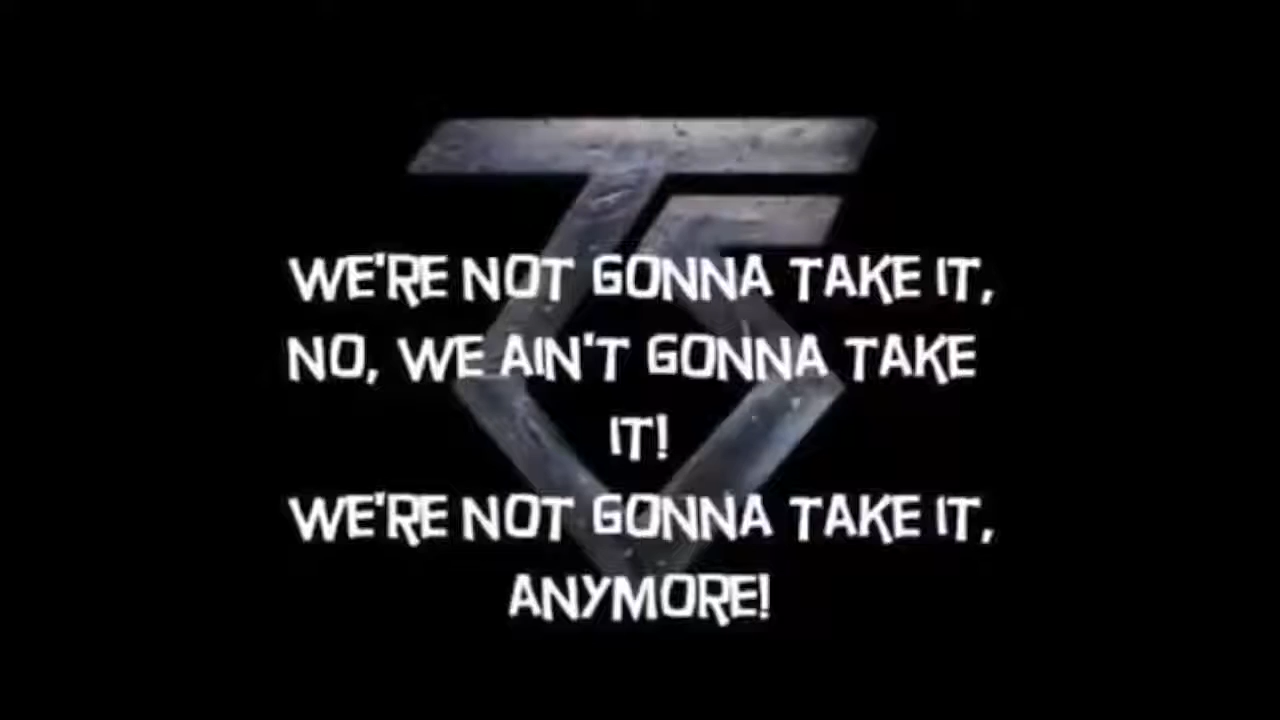 WE'RE NOT GONNA TAKE IT,
NO, WE AIN'T GONNA TAKE
IT!
WE'RE NOT GONNA TAKE IT,
ANYMORE!